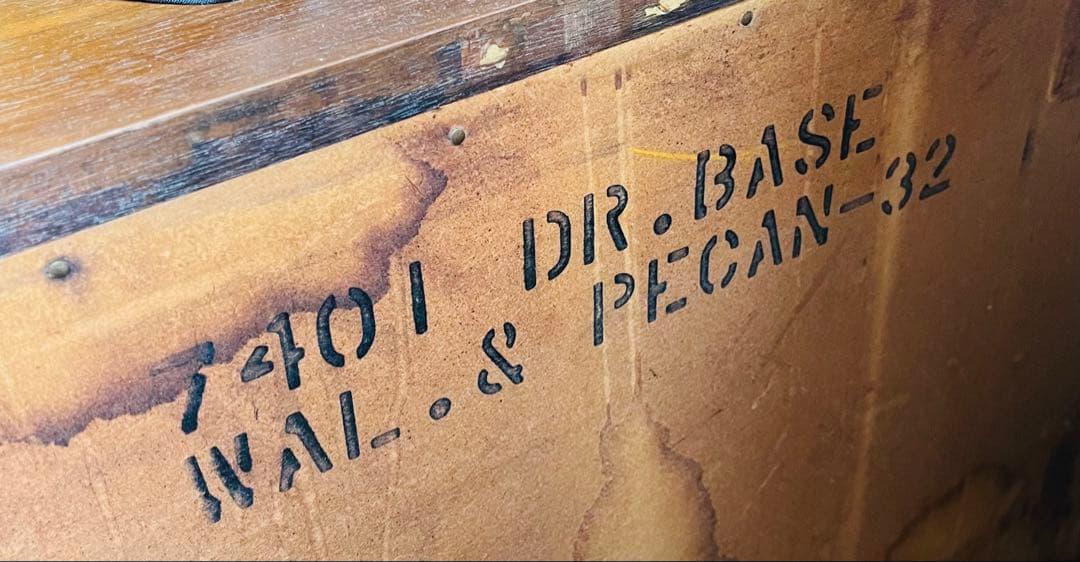 7401 DR.BASE
WAL.& PECAN-32